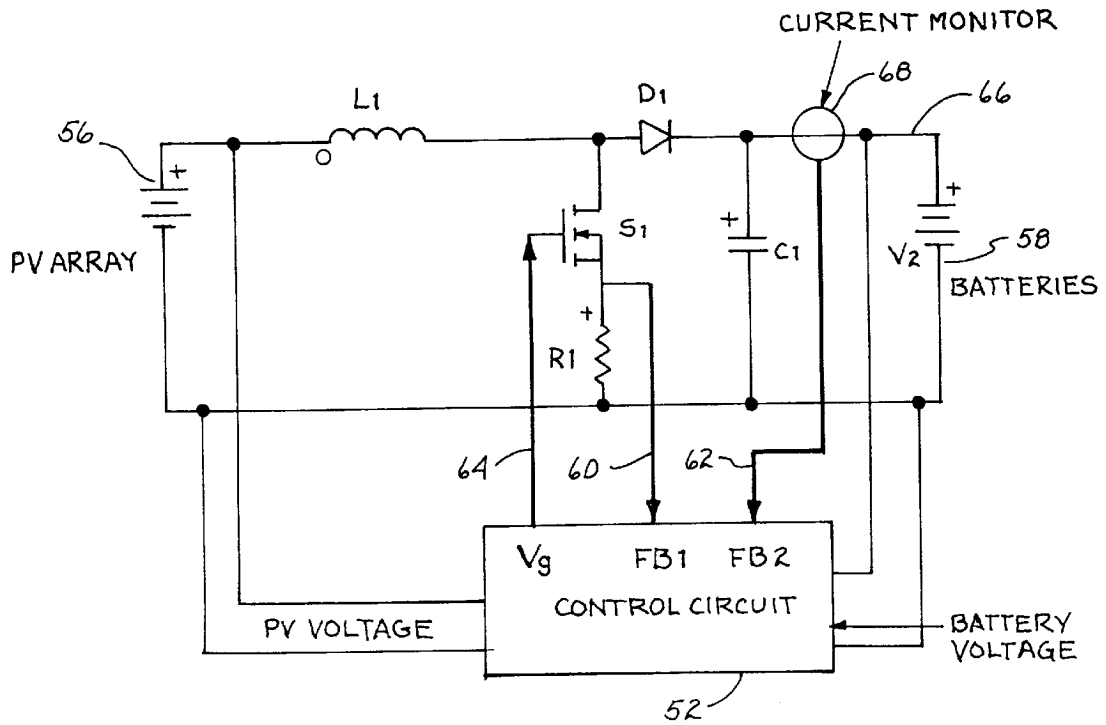 CURRENT MONITOR
68
L1
D1
66
56
+
+
S1
+
C1
V2
58
PV ARRAY
BATTERIES
+
R1
64
60
62
Vg
FB1
FB2
CONTROL CIRCUIT
PV VOLTAGE
BATTERY
VOLTAGE
52